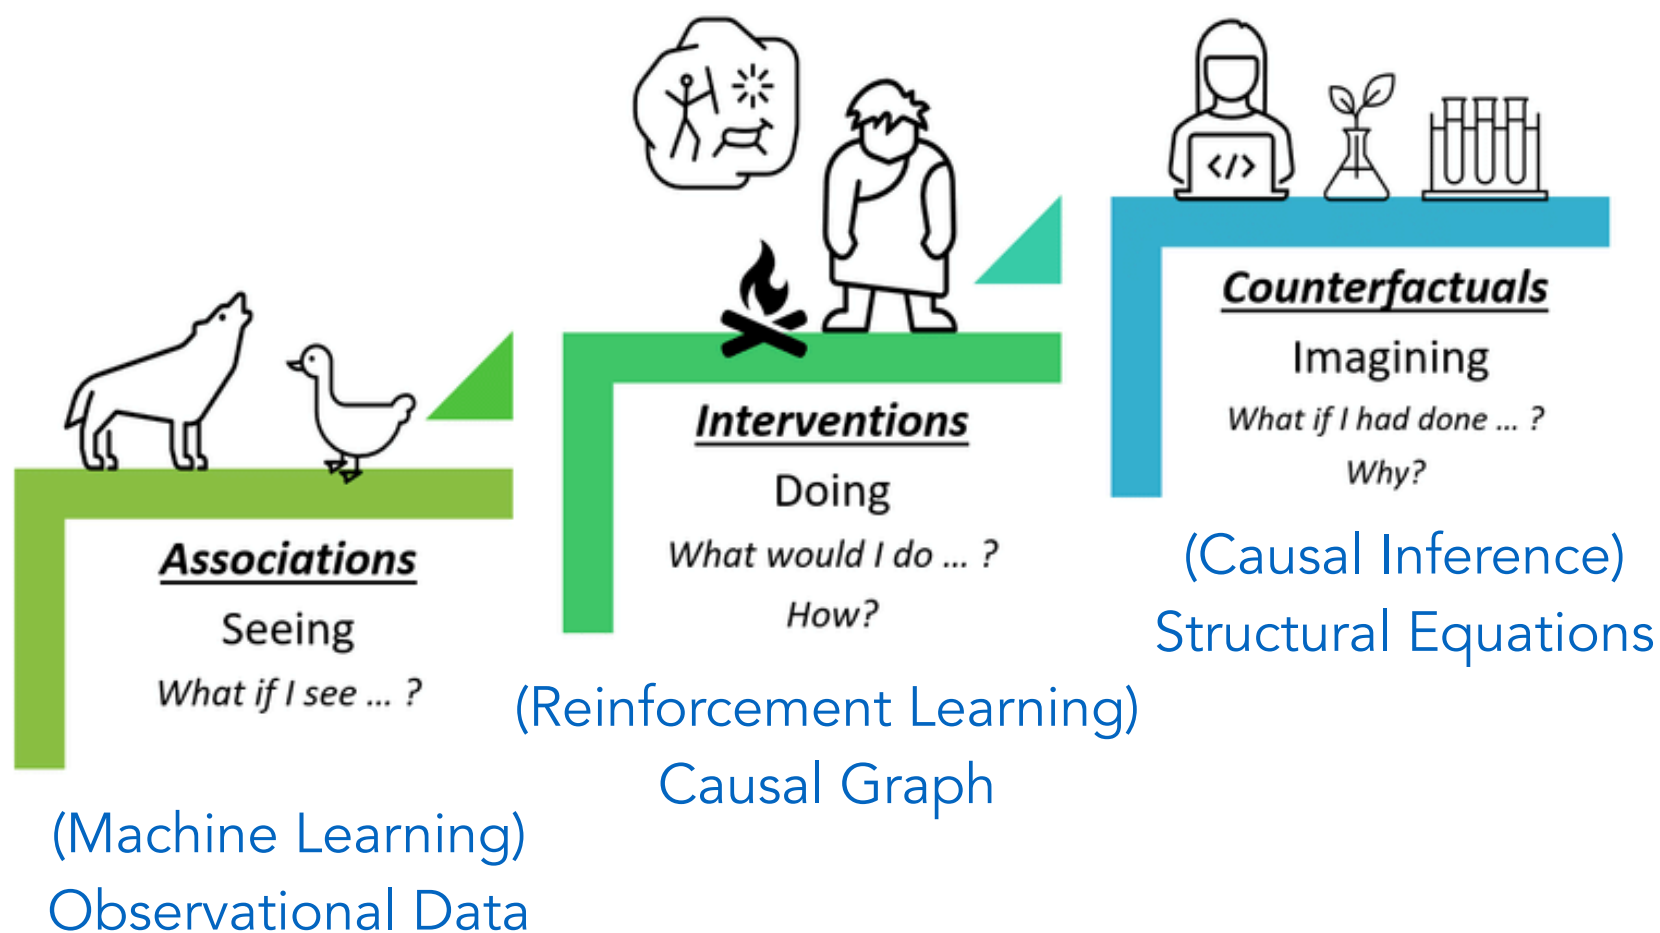 Associations
Seeing
What if I see ... ?
(Machine Learning)
Observational Data
Interventions
Doing
What would I do ... ?
How?
(Reinforcement Learning)
Causal Graph
</>
Counterfactuals
Imagining
What if I had done ... ?
Why?
(Causal Inference)
Structural Equations